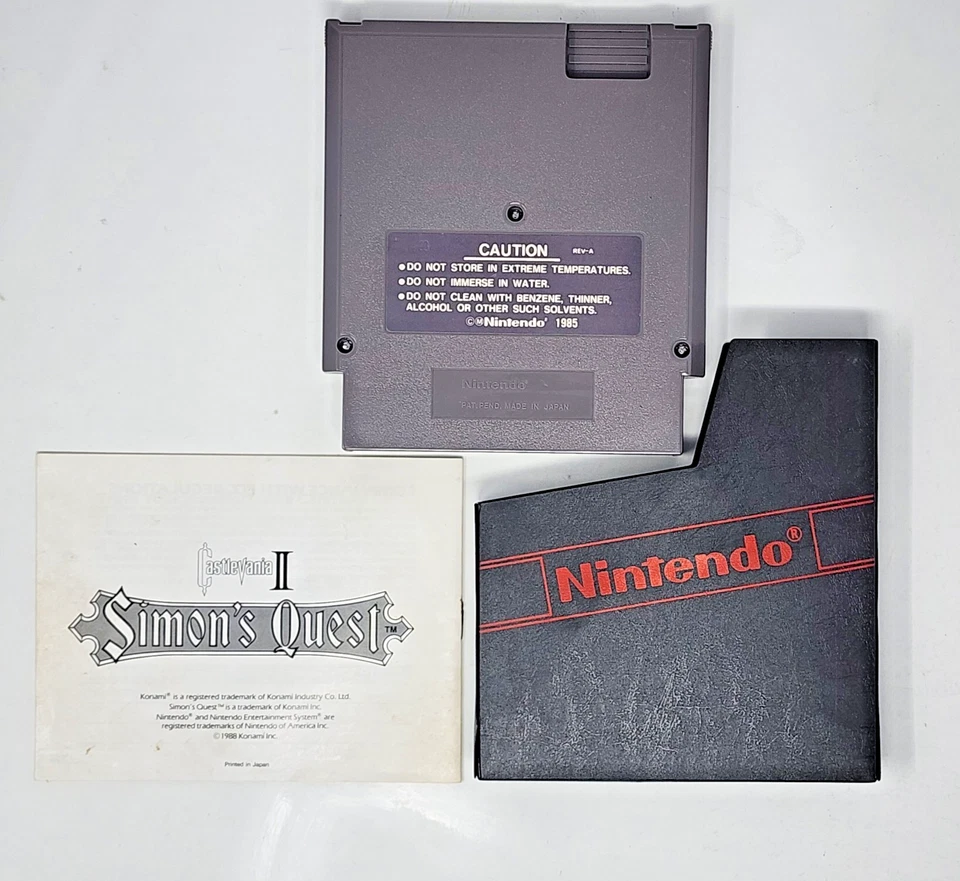 CAUTION REV-A
•DO NOT STORE IN EXTREME TEMPERATURES.
•DO NOT IMMERSE IN WATER.
•DO NOT CLEAN WITH BENZENE, THINNER,
ALCOHOL OR OTHER SUCH SOLVENTS.
©Ⓜ Nintendo® 1985
Nintendo®
PAT. PEND. MADE IN JAPAN
Nintendo®
Castlevania II
Simon's Quest™
Konami® is a registered trademark of Konami Industry Co. Ltd.
Simon's Quest™ is a trademark of Konami Inc.
Nintendo® and Nintendo Entertainment System® are
registered trademarks of Nintendo of America Inc.
© 1988 Konami Inc.
Printed in Japan